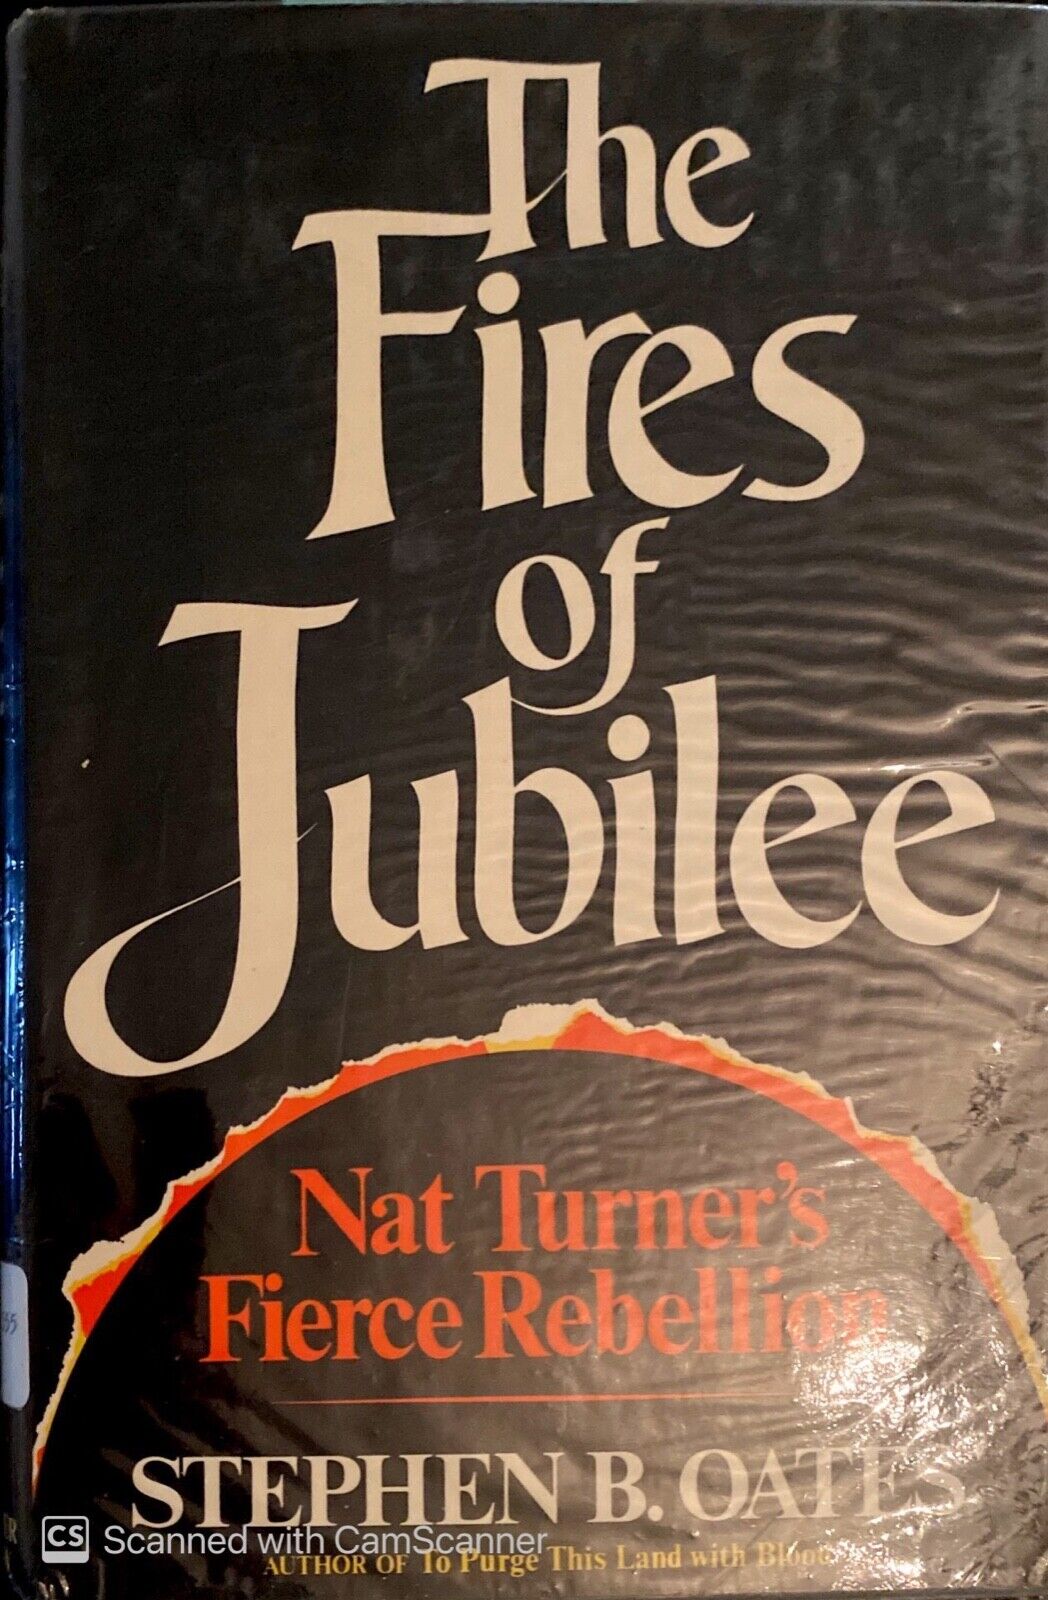 The
Fires
of
Jubilee
Nat Turner's
Fierce Rebellion
STEPHEN B. OATES
AUTHOR OF To Purge This Land with Blood
CS Scanned with CamScanner